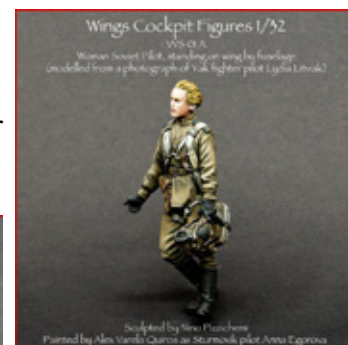 Wings Cockpit Figures 1/32
VVS-01 A
Woman Soviet Pilot, standing on wing by fuselage
(modelled from a photograph of Yak fighter pilot Lydia Litvak)
Sculpted by Nino Pizzichemi
Painted by Alex Varela Quiros as Sturmovik pilot Anna Egorova